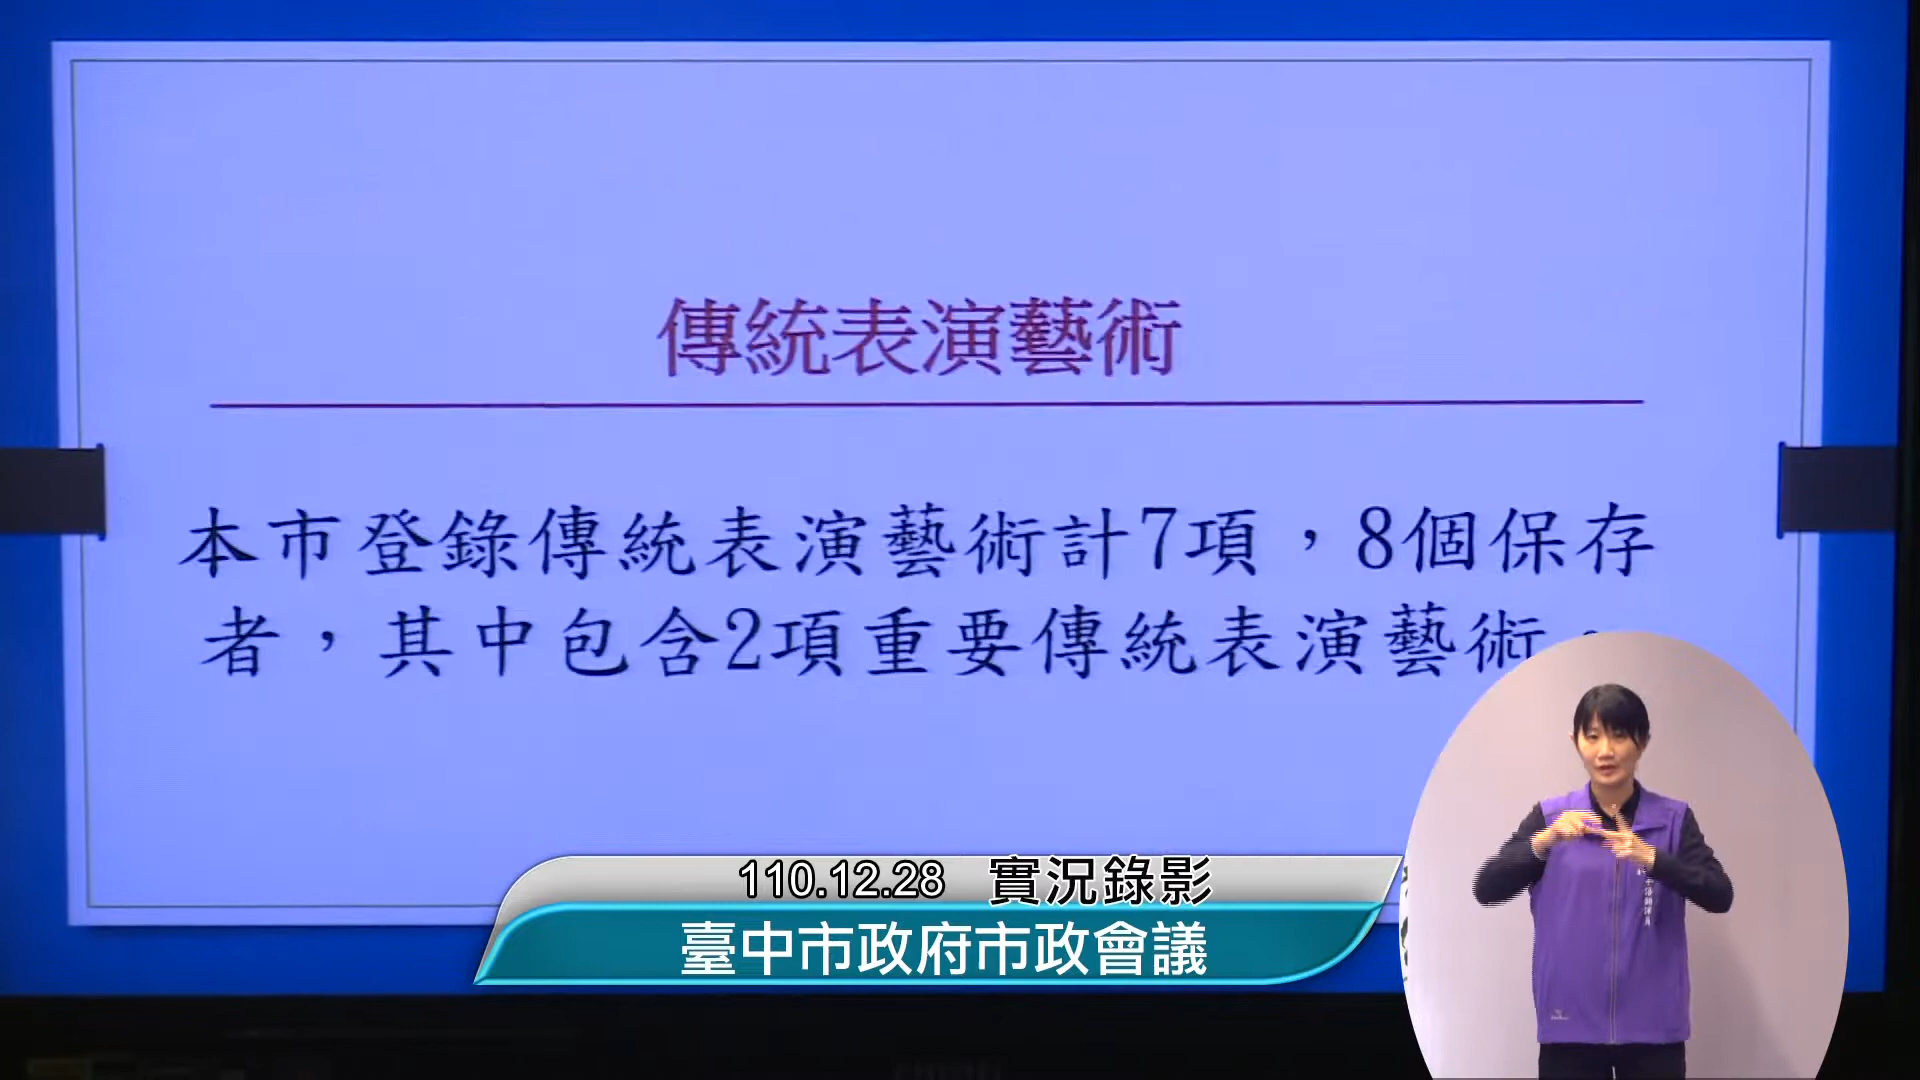 傳統表演藝術
本市登錄傳統表演藝術計7項，8個保存
者，其中包含2項重要傳統表演藝術。
110.12.28 實況錄影
臺中市政府市政會議